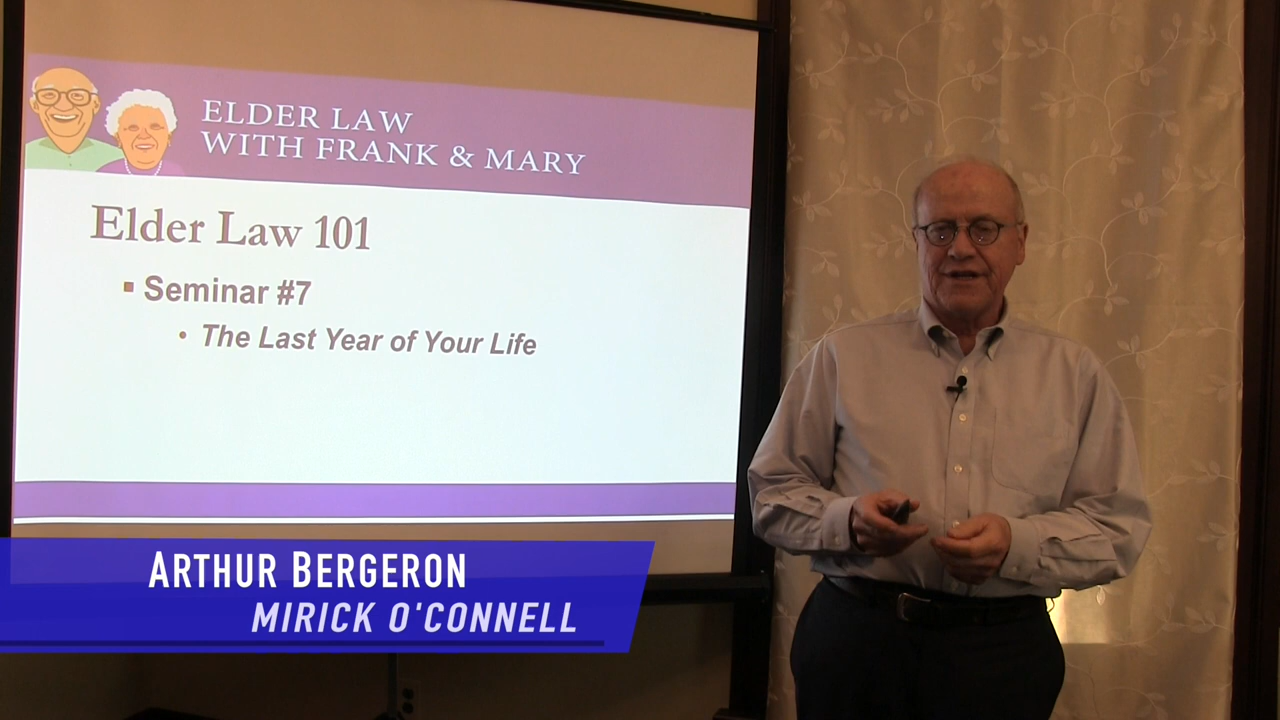 ELDER LAW
WITH FRANK & MARY
Elder Law 101
▪ Seminar #7
• The Last Year of Your Life
ARTHUR BERGERON
MIRICK O'CONNELL